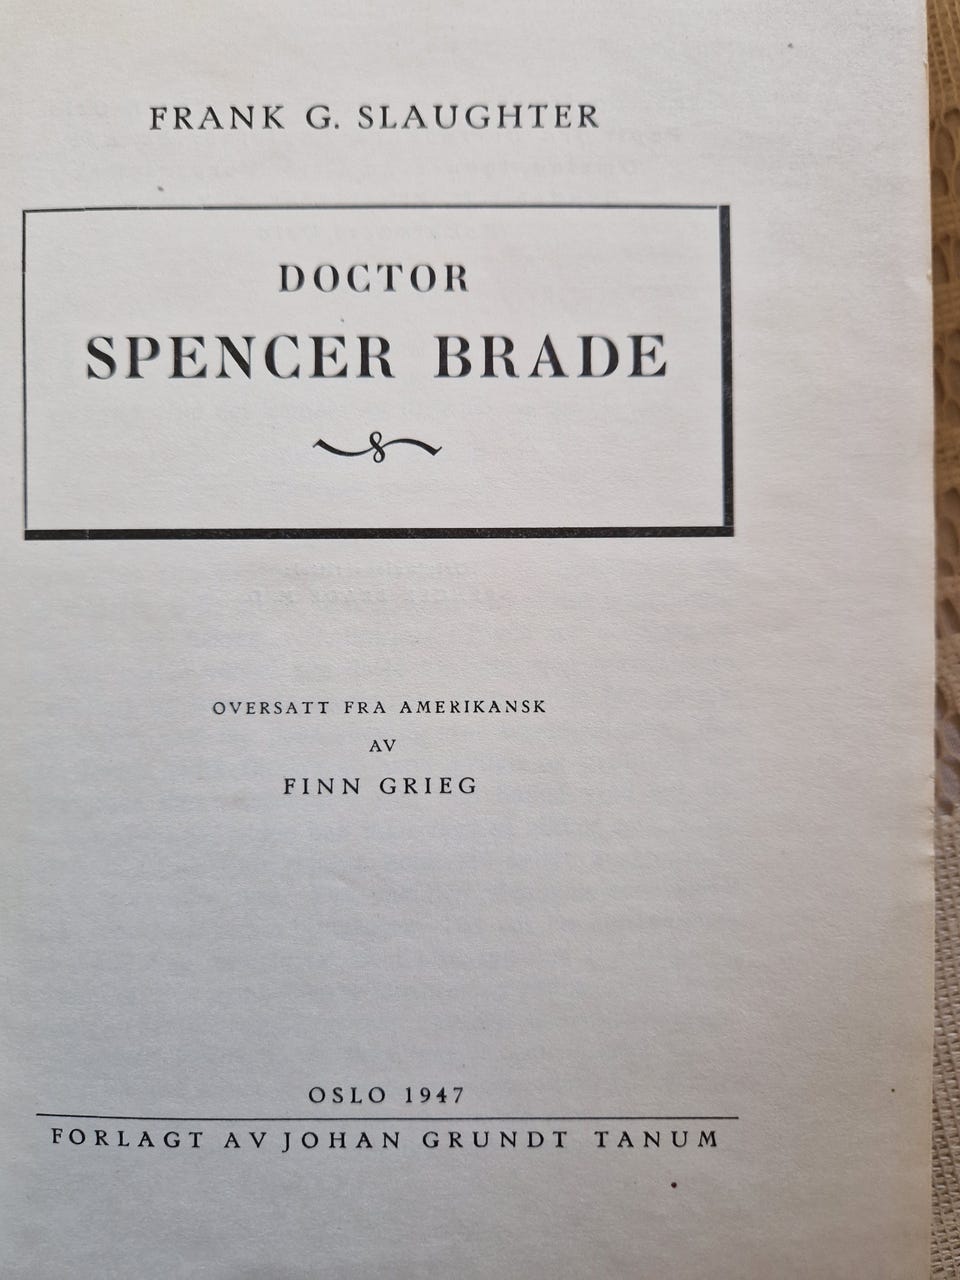 FRANK G. SLAUGHTER
DOCTOR
SPENCER BRADE
OVERSATT FRA AMERIKANSK
AV
FINN GRIEG
OSLO 1947
FORLAGT AV JOHAN GRUNDT TANUM